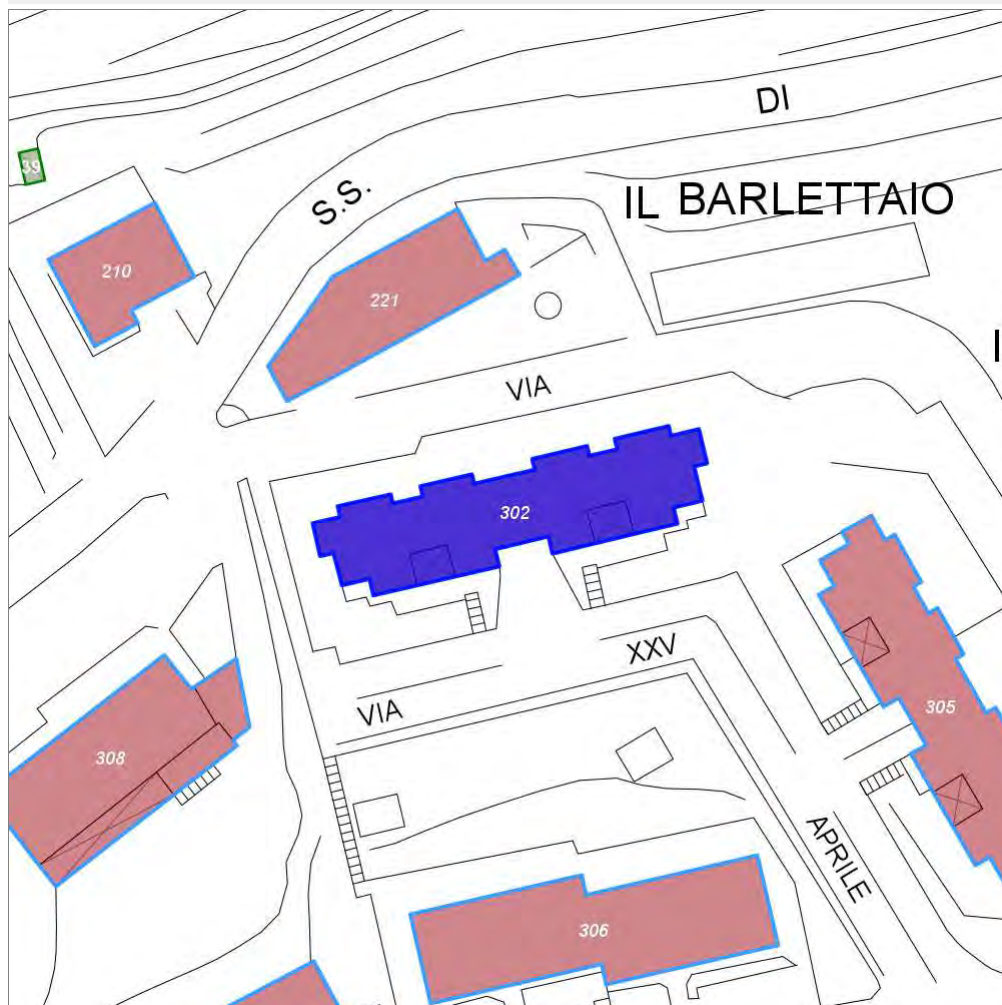 DI
39
S.S.
IL BARLETTAIO
210
221
I
VIA
302
XXV
305
VIA
308
APRILE
306